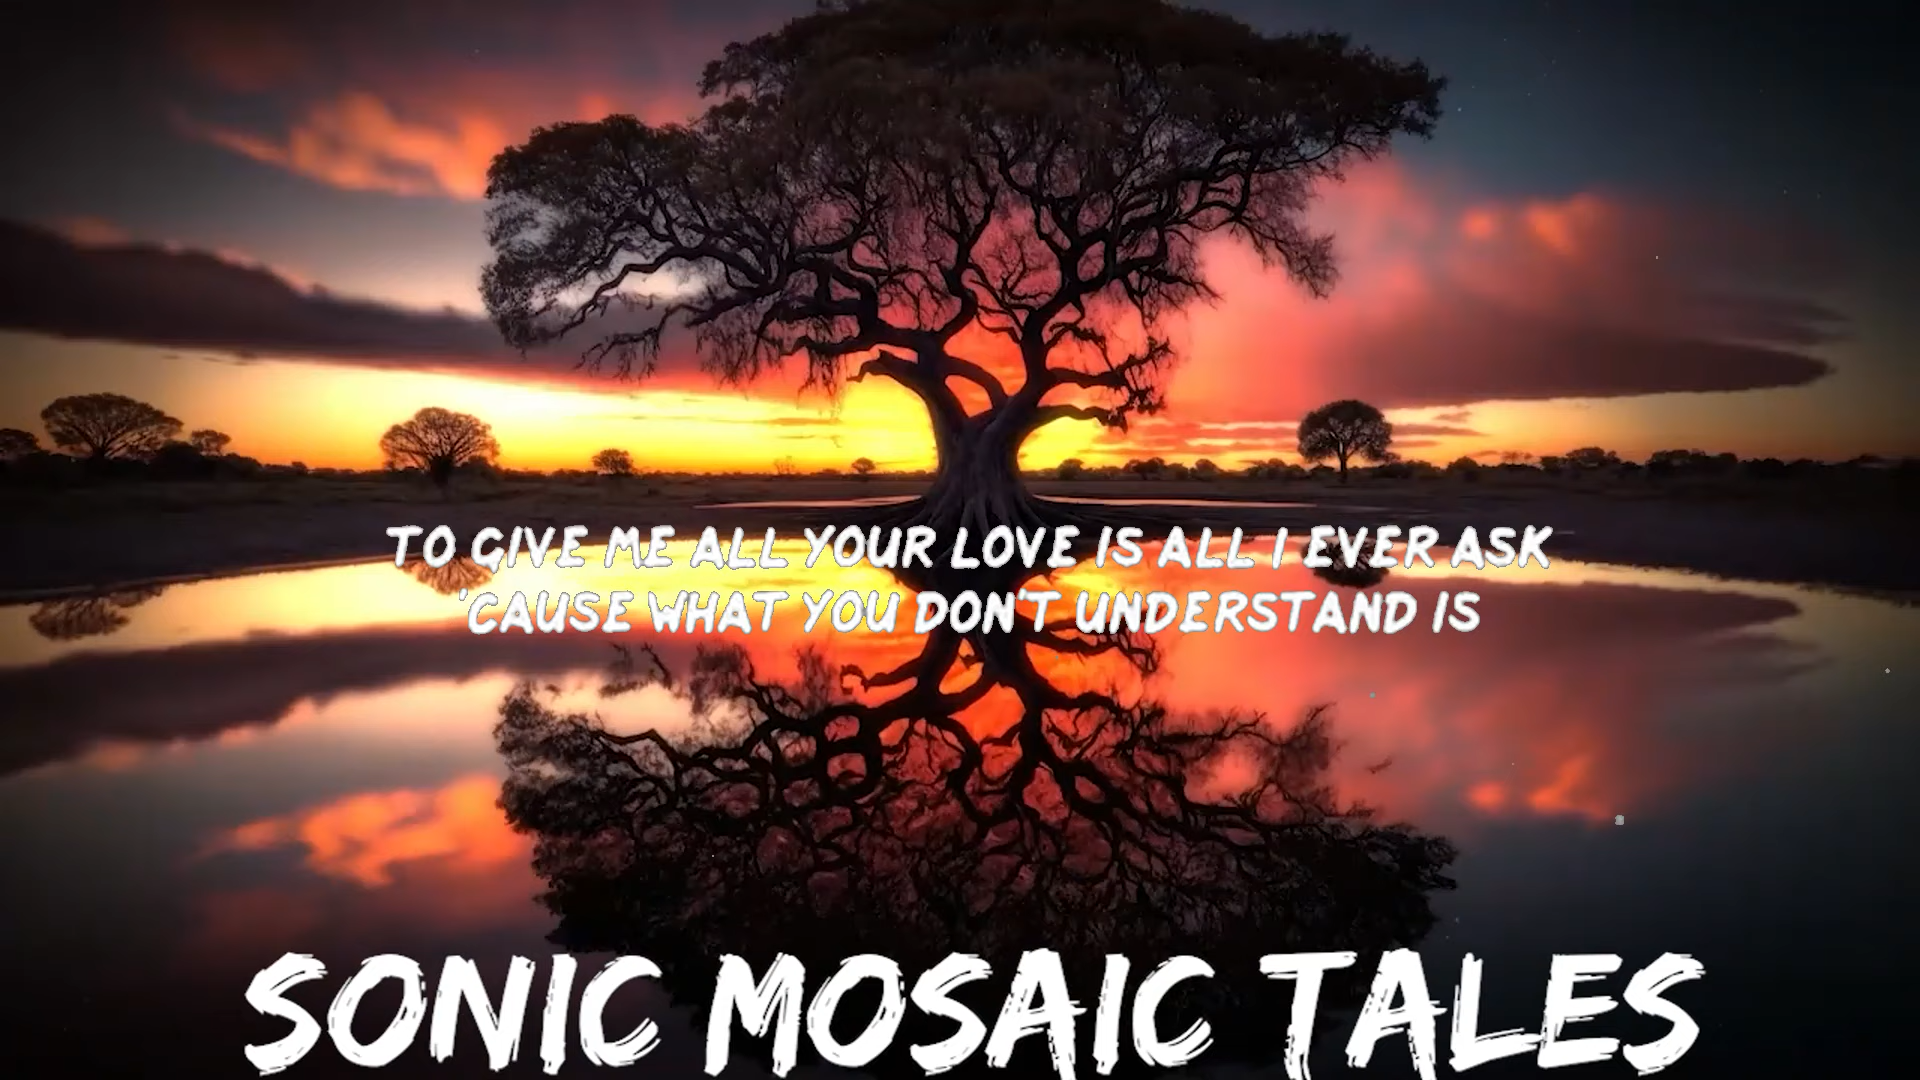 TO GIVE ME ALL YOUR LOVE IS ALL I EVER ASK
'CAUSE WHAT YOU DON'T UNDERSTAND IS
SONIC MOSAIC TALES